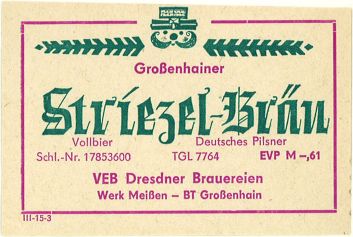 Großenhainer
Striezel-Bräu
Vollbier Deutsches Pilsner
Schl.-Nr. 17853600 TGL 7764 EVP M –,61
VEB Dresdner Brauereien
Werk Meißen – BT Großenhain
III-15-3